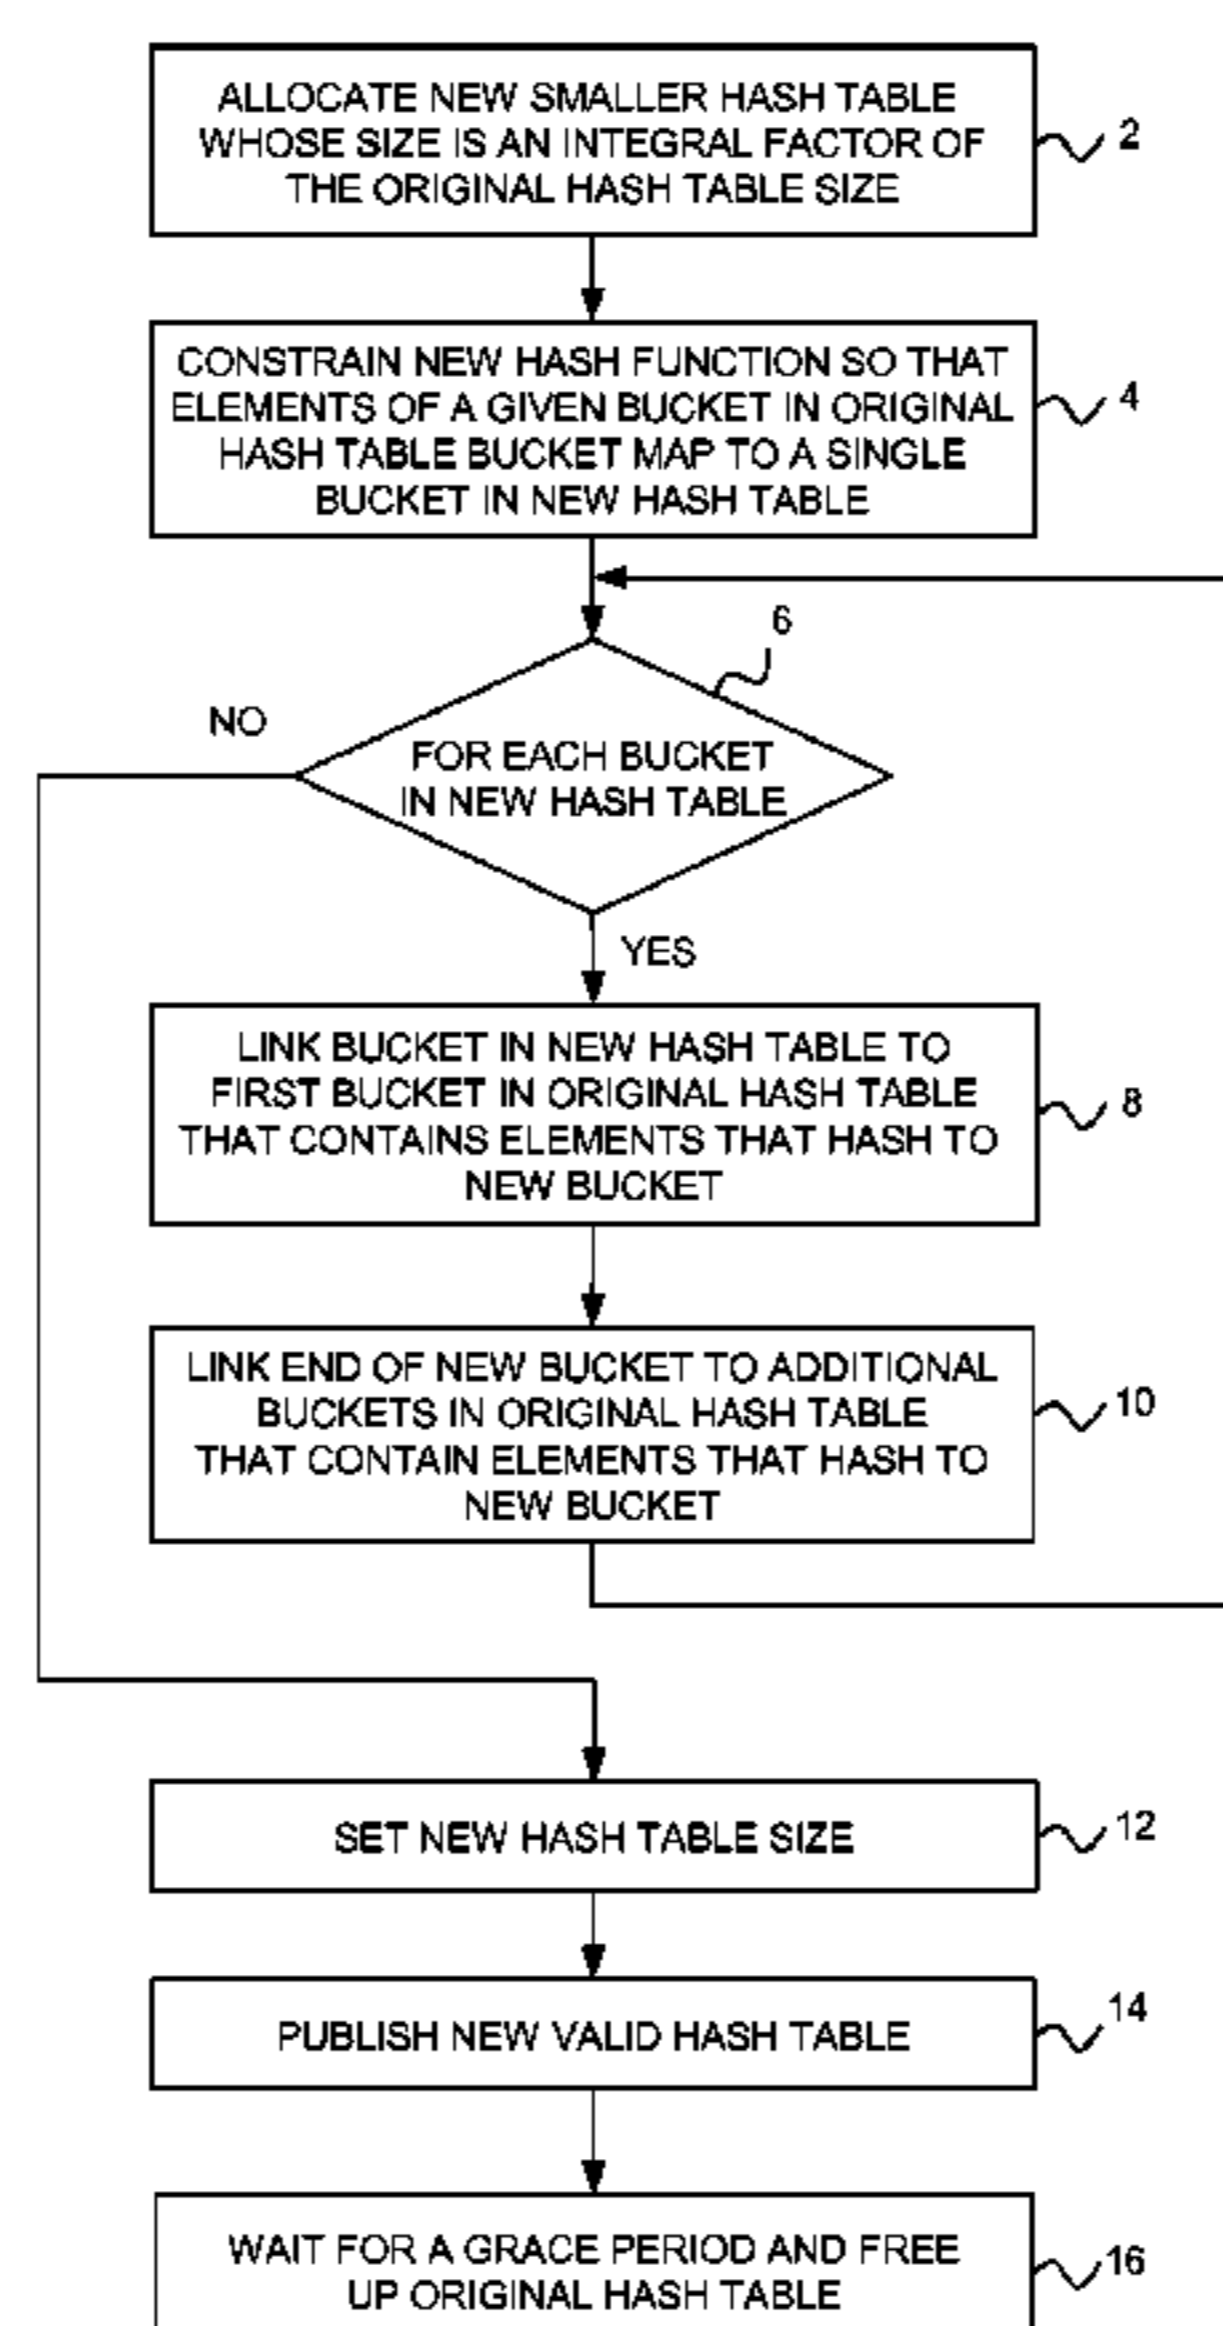 ALLOCATE NEW SMALLER HASH TABLE
WHOSE SIZE IS AN INTEGRAL FACTOR OF
THE ORIGINAL HASH TABLE SIZE
2
CONSTRAIN NEW HASH FUNCTION SO THAT
ELEMENTS OF A GIVEN BUCKET IN ORIGINAL
HASH TABLE BUCKET MAP TO A SINGLE
BUCKET IN NEW HASH TABLE
4
6
NO
FOR EACH BUCKET
IN NEW HASH TABLE
YES
LINK BUCKET IN NEW HASH TABLE TO
FIRST BUCKET IN ORIGINAL HASH TABLE
THAT CONTAINS ELEMENTS THAT HASH TO
NEW BUCKET
8
LINK END OF NEW BUCKET TO ADDITIONAL
BUCKETS IN ORIGINAL HASH TABLE
THAT CONTAIN ELEMENTS THAT HASH TO
NEW BUCKET
10
SET NEW HASH TABLE SIZE
12
PUBLISH NEW VALID HASH TABLE
14
WAIT FOR A GRACE PERIOD AND FREE
UP ORIGINAL HASH TABLE
16